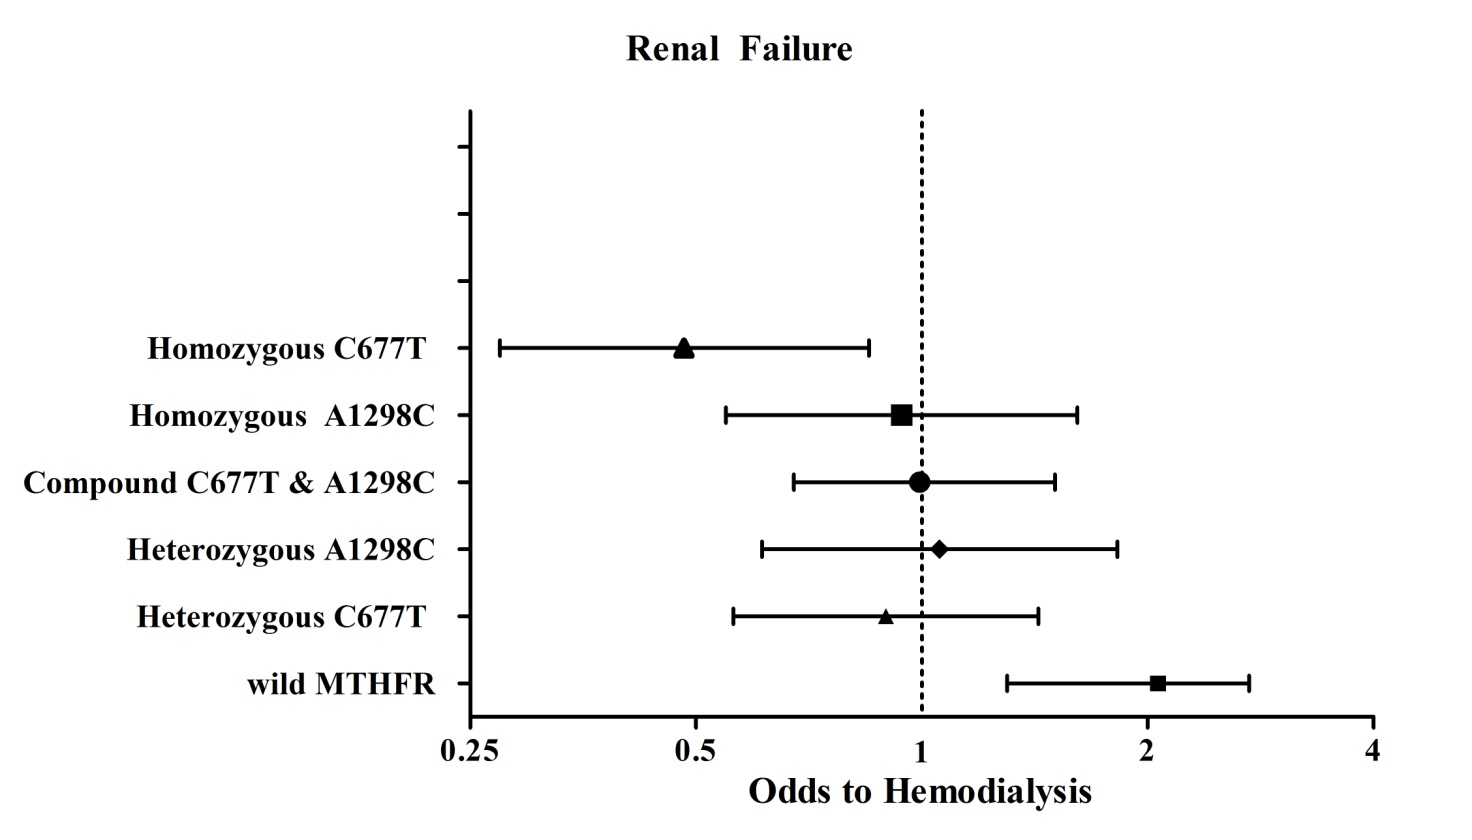 Renal Failure
Homozygous C677T
Homozygous A1298C
Compound C677T & A1298C
Heterozygous A1298C
Heterozygous C677T
wild MTHFR
0.25 0.5 1 2 4
Odds to Hemodialysis